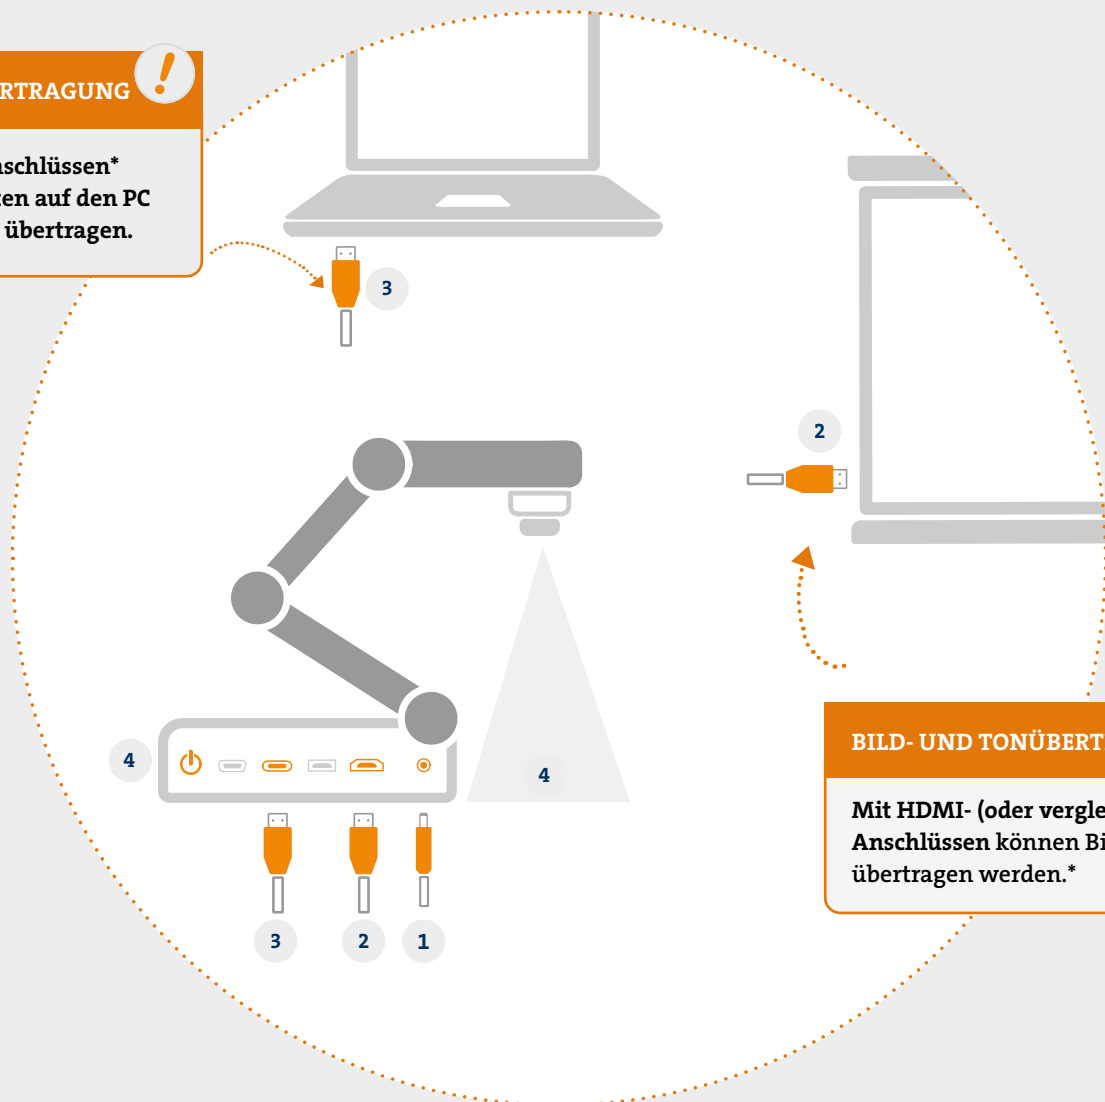 RTRAGUNG
nschlüssen*
ten auf den PC
übertragen.
3
2
4
4
BILD- UND TONÜBERT
Mit HDMI- (oder vergle
Anschlüssen können Bi
übertragen werden.*
3
2
1